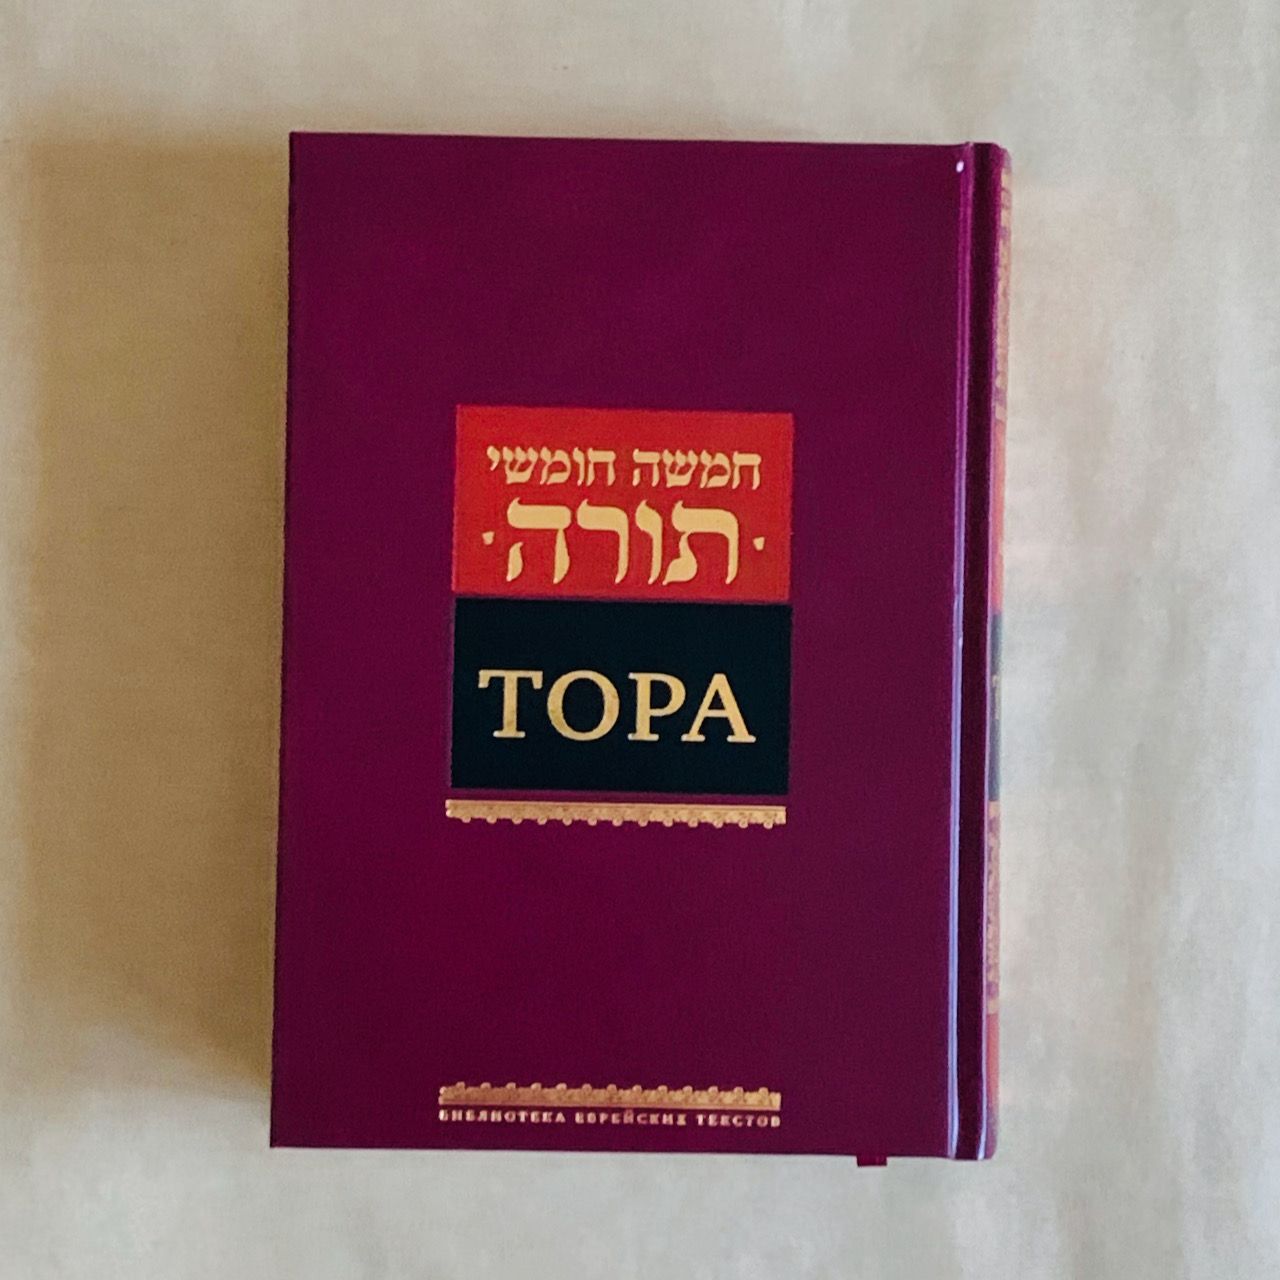 חמשה חומשי
· תורה ·
ТОРА
БИБЛИОТЕКА ЕВРЕЙСКИХ ТЕКСТОВ